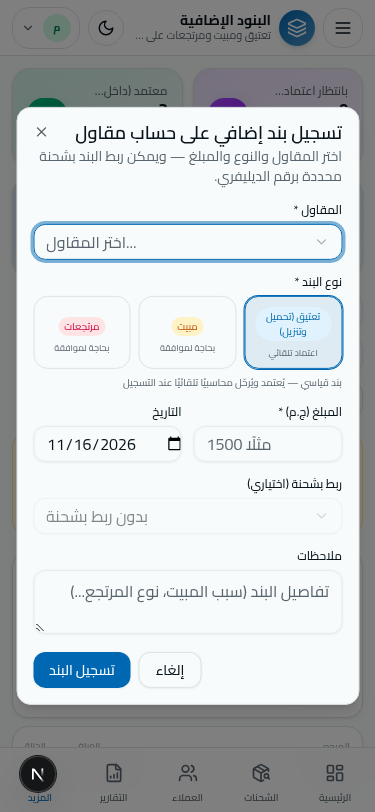 البنود الإضافية
تعتيق ومبيت ومرتجعات على ...
م
بانتظار اعتماد...
معتمد (داخل...
تسجيل بند إضافي على حساب مقاول
اختر المقاول والنوع والمبلغ — ويمكن ربط البند بشحنة
محددة برقم الديليفري.
المقاول *
اختر المقاول...
نوع البند *
تعتيق (تحميل
وتنزيل)
اعتماد تلقائي
مبيت
بحاجة لموافقة
مرتجعات
بحاجة لموافقة
بند قياسي — يُعتمد ويُرحّل محاسبيًا تلقائيًا عند التسجيل
المبلغ (ج.م) *
التاريخ
مثلًا 1500
11/16/2026
ربط بشحنة (اختياري)
بدون ربط بشحنة
ملاحظات
تفاصيل البند (سبب المبيت، نوع المرتجع...)
إلغاء
تسجيل البند
الرئيسية
الشحنات
العملاء
التقارير
المزيد
N